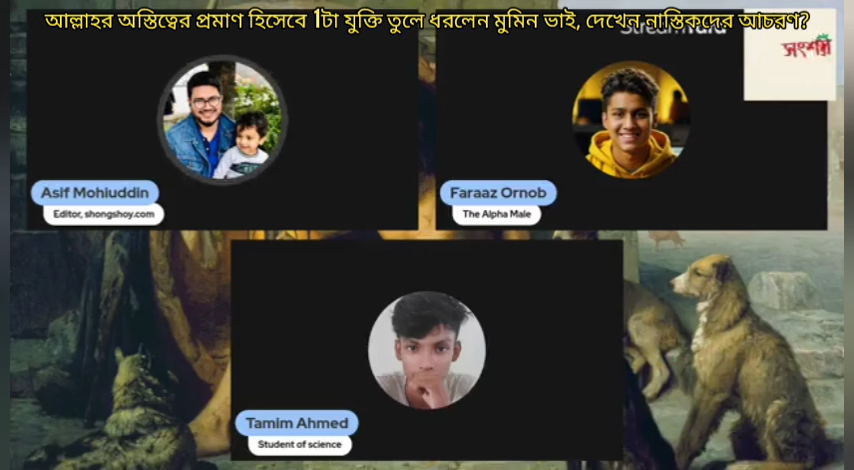 আল্লাহর অস্তিত্বের প্রমাণ হিসেবে 1টা যুক্তি তুলে ধরলেন মুমিন ভাই, দেখেন নাস্তিকদের আচরণ?
StreamYard
সংশয়
Asif Mohiuddin
Editor, shongshoy.com
Faraaz Ornob
The Alpha Male
Tamim Ahmed
Student of science